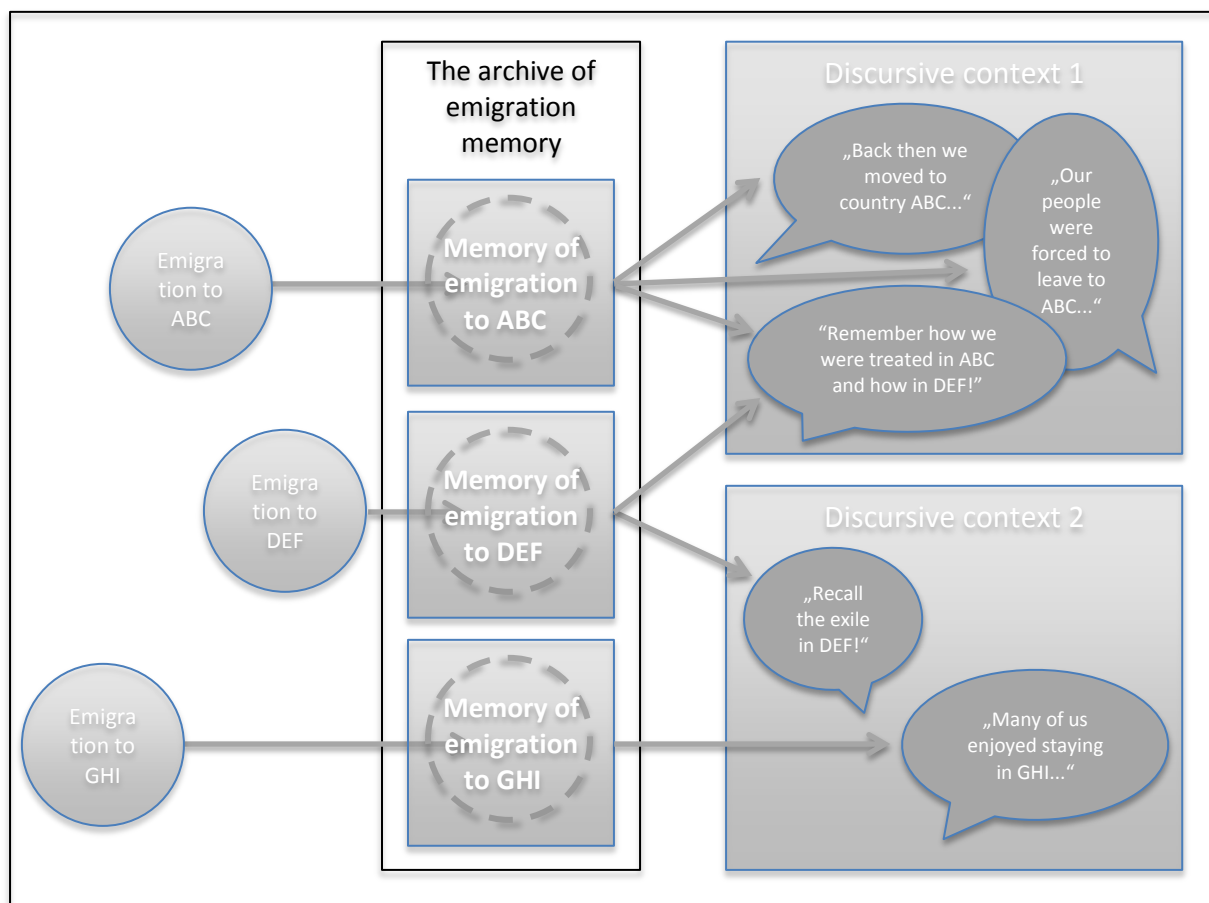 The archive of
emigration
memory
Emigra
tion to
ABC
Memory of
emigration
to ABC
Emigra
tion to
DEF
Memory of
emigration
to DEF
Emigra
tion to
GHI
Memory of
emigration
to GHI
Discursive context 1
„Back then we
moved to
country ABC...“
„Our
people
were
forced to
leave to
ABC...“
“Remember how we
were treated in ABC
and how in DEF!”
Discursive context 2
„Recall
the exile
in DEF!“
„Many of us
enjoyed staying
in GHI...“